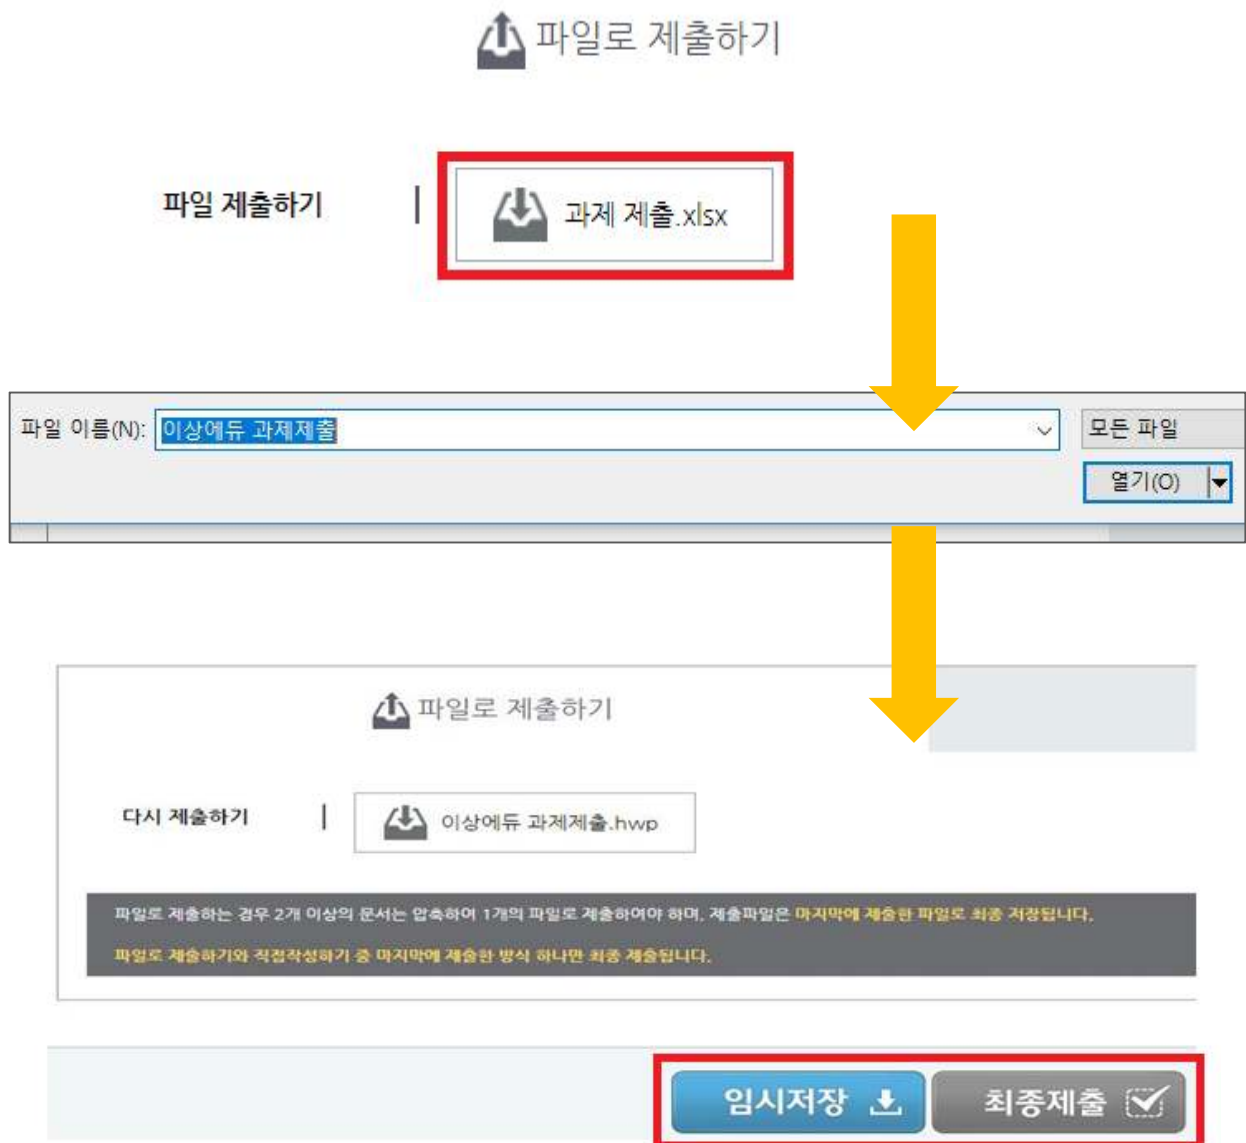 파일로 제출하기
파일 제출하기
과제 제출.xlsx
파일 이름(N): 이상에듀 과제제출 모든 파일
열기(O)
파일로 제출하기
다시 제출하기
이상에듀 과제제출.hwp
파일로 제출하는 경우 2개 이상의 문서는 압축하여 1개의 파일로 제출하여야 하며, 제출파일은 마지막에 제출한 파일로 최종 저장됩니다.
파일로 제출하기와 직접작성하기 중 마지막에 제출한 방식 하나만 최종 제출됩니다.
임시저장 최종제출